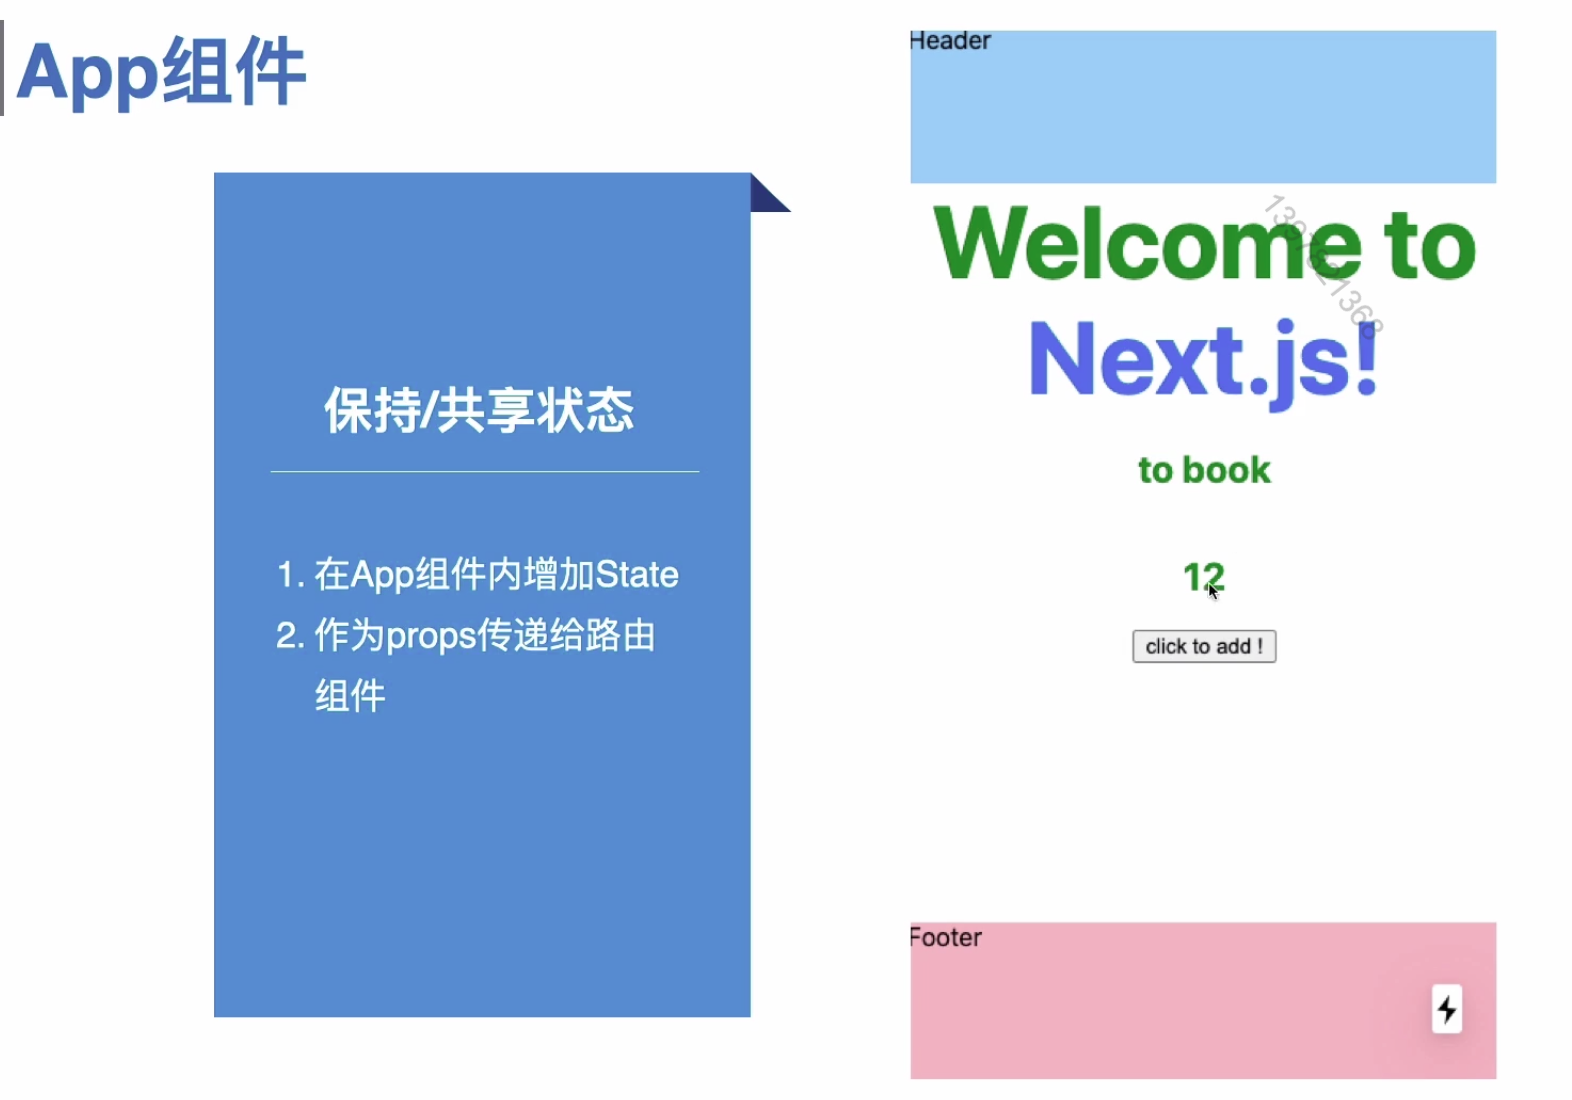 App组件
保持/共享状态
1. 在App组件内增加State
2. 作为props传递给路由
组件
Header
Welcome to
Next.js!
to book
12
click to add !
Footer